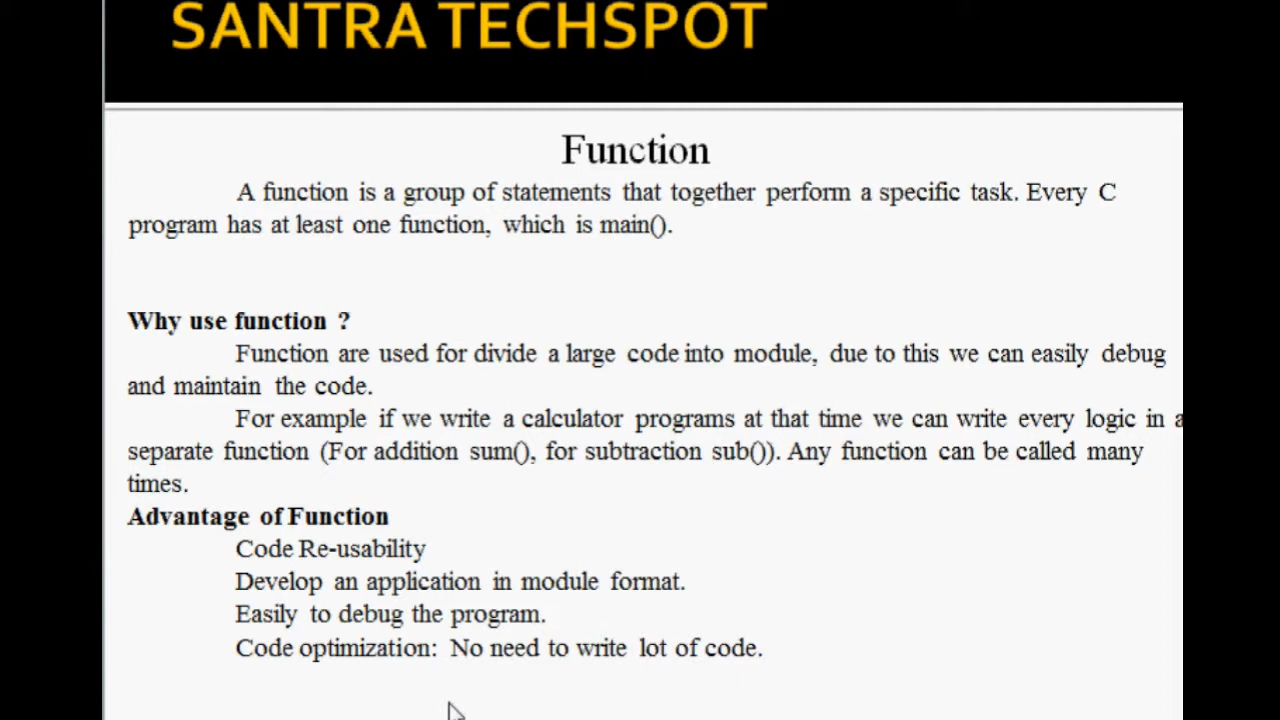 SANTRA TECHSPOT
Function
A function is a group of statements that together perform a specific task. Every C
program has at least one function, which is main().
Why use function ?
Function are used for divide a large code into module, due to this we can easily debug
and maintain the code.
For example if we write a calculator programs at that time we can write every logic in a
separate function (For addition sum(), for subtraction sub()). Any function can be called many
times.
Advantage of Function
Code Re-usability
Develop an application in module format.
Easily to debug the program.
Code optimization: No need to write lot of code.